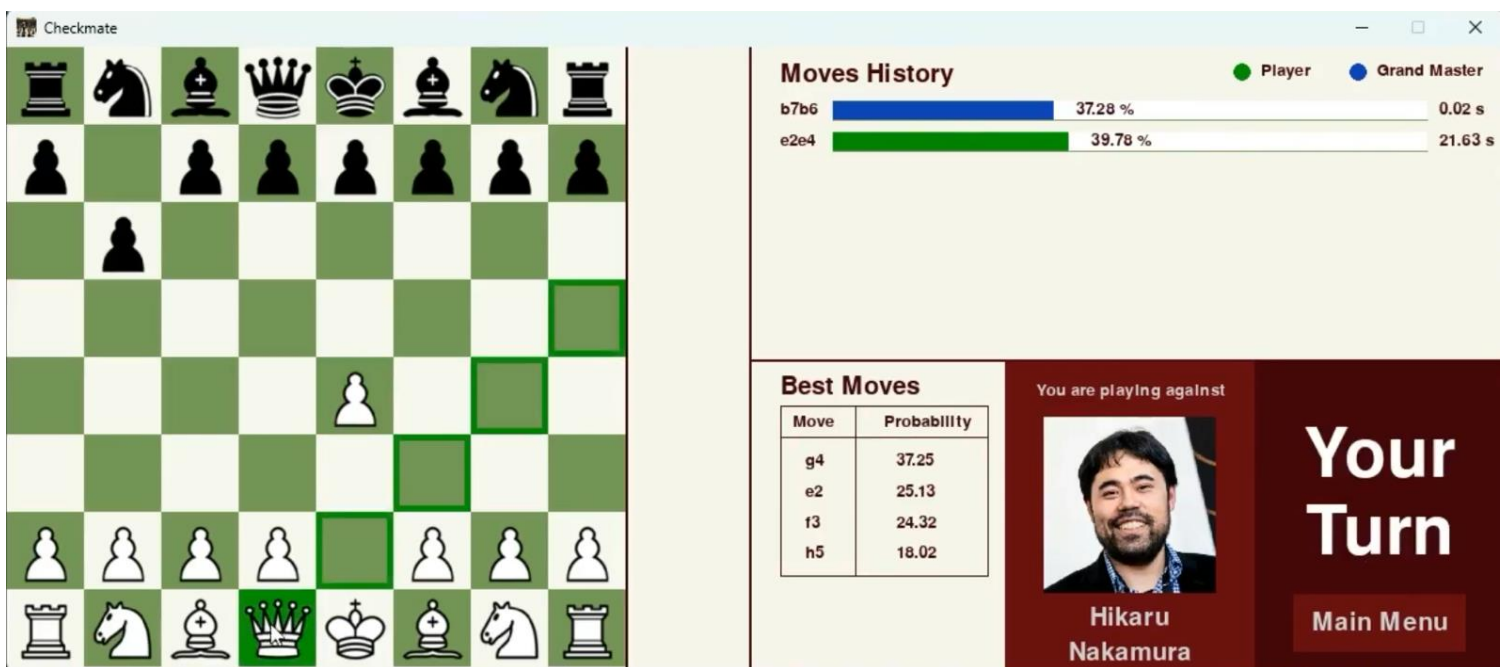 Checkmate
Moves History
Player
Grand Master
b7b6 37.28 % 0.02 s
e2e4 39.78 % 21.63 s
Best Moves
Move Probability
g4 37.25
e2 25.13
f3 24.32
h5 18.02
You are playing against
Hikaru
Nakamura
Your
Turn
Main Menu